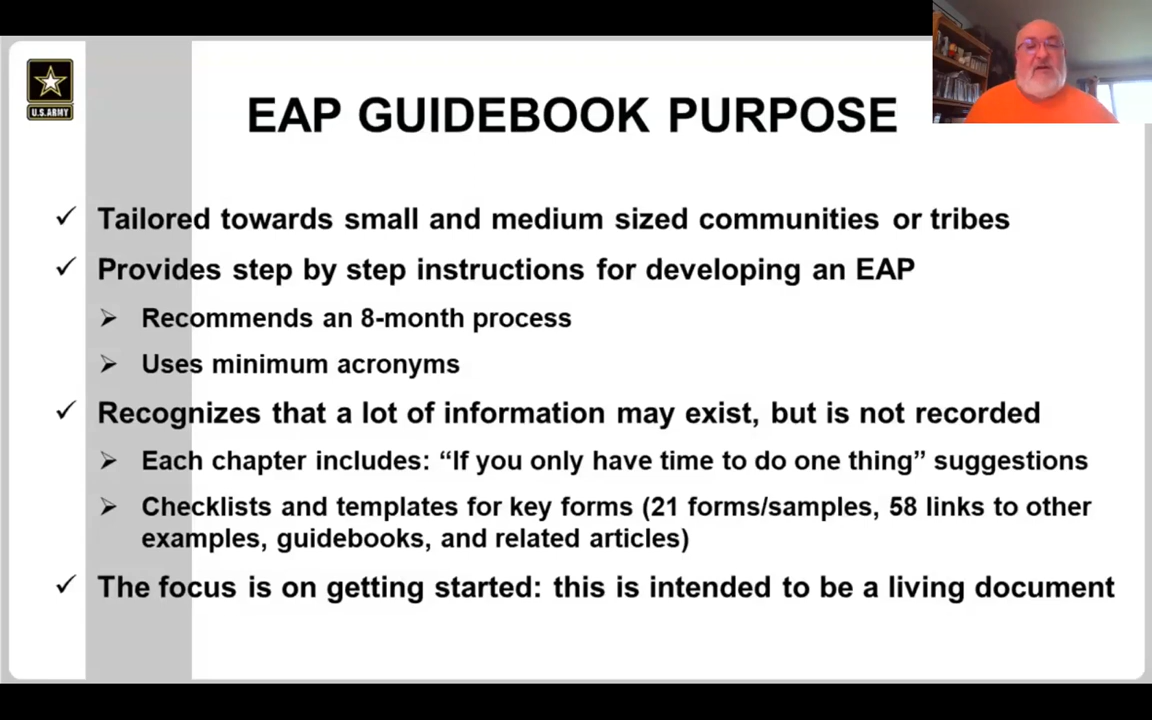 U.S.ARMY
EAP GUIDEBOOK PURPOSE
✓ Tailored towards small and medium sized communities or tribes
✓ Provides step by step instructions for developing an EAP
➢ Recommends an 8-month process
➢ Uses minimum acronyms
✓ Recognizes that a lot of information may exist, but is not recorded
➢ Each chapter includes: “If you only have time to do one thing” suggestions
➢ Checklists and templates for key forms (21 forms/samples, 58 links to other
examples, guidebooks, and related articles)
✓ The focus is on getting started: this is intended to be a living document